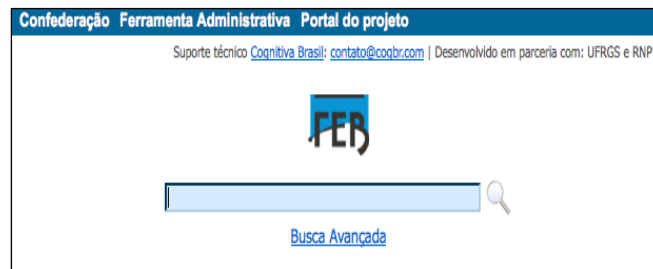 Confederação Ferramenta Administrativa Portal do projeto
Suporte técnico Cognitiva Brasil: contato@cogbr.com | Desenvolvido em parceria com: UFRGS e RNP
FEB
Busca Avançada